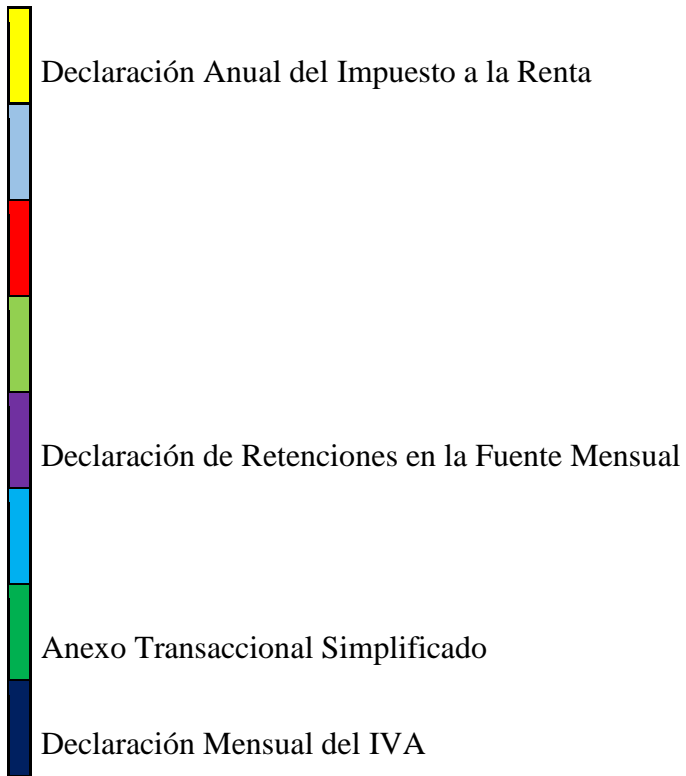 Declaración Anual del Impuesto a la Renta
Declaración de Retenciones en la Fuente Mensual
Anexo Transaccional Simplificado
Declaración Mensual del IVA